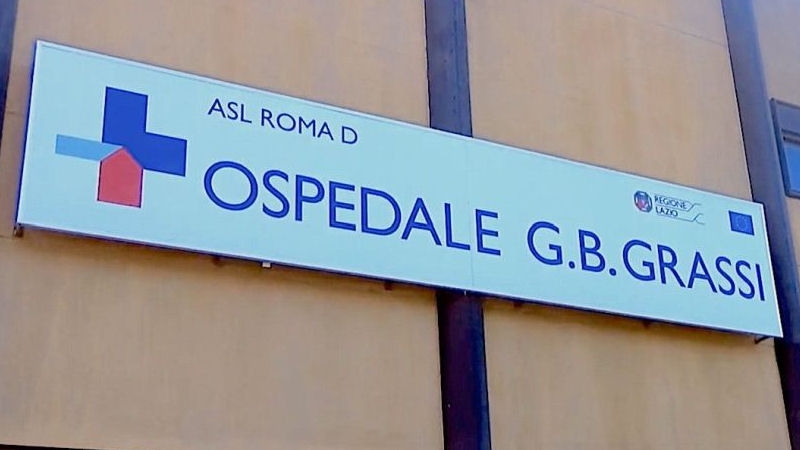 ASL ROMA D
OSPEDALE G.B.GRASSI
REGIONE
LAZIO